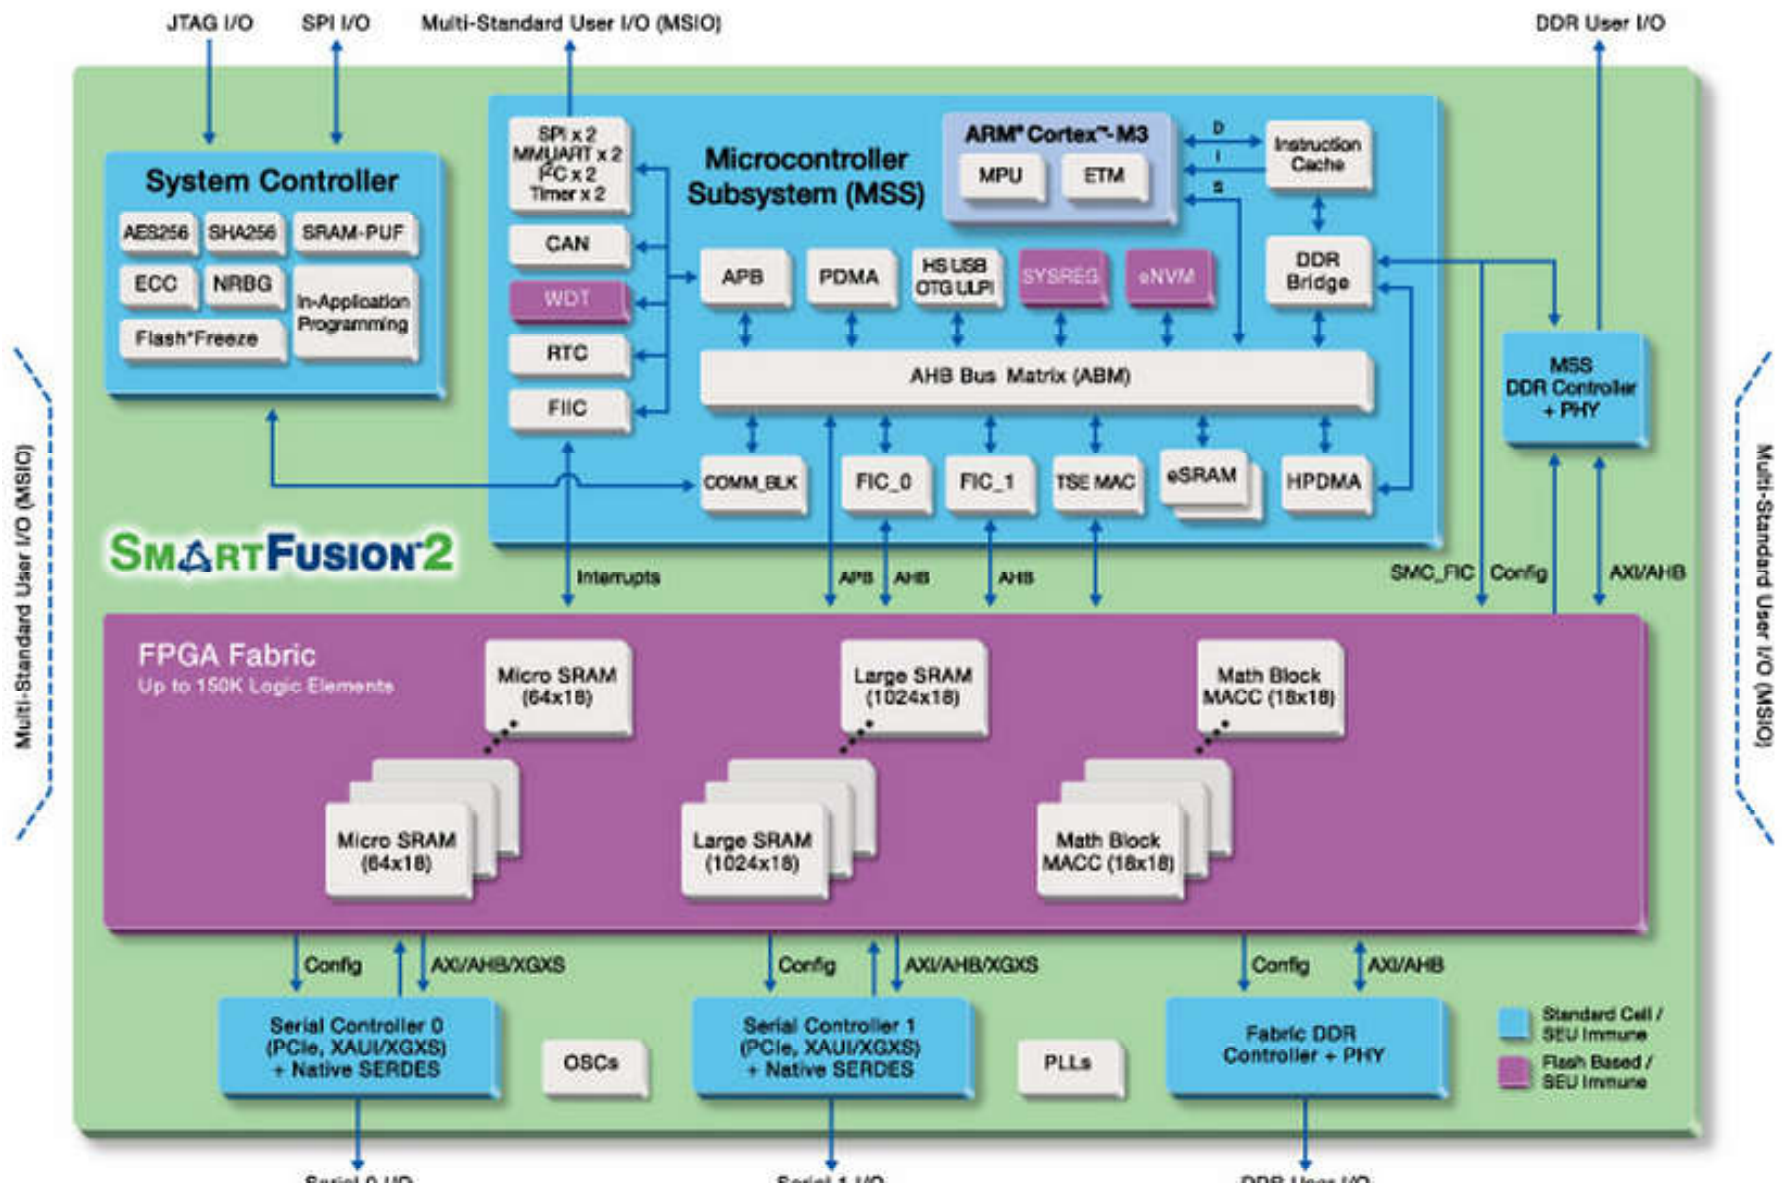 JTAG I/O
SPI I/O
Multi-Standard User I/O (MSIO)
DDR User I/O
System Controller
AES256
SHA256
SRAM-PUF
ECC
NRBG
In-Application
Programming
Flash*Freeze
SPI x 2
MMUART x 2
I²C x 2
Timer x 2
CAN
WDT
RTC
FIIC
Microcontroller
Subsystem (MSS)
ARM® Cortex™-M3
MPU
ETM
D
I
S
Instruction
Cache
APB
PDMA
HS USB
OTG ULPI
SYSREG
eNVM
DDR
Bridge
AHB Bus Matrix (ABM)
MSS
DDR Controller
+ PHY
COMM_BLK
FIC_0
FIC_1
TSE MAC
eSRAM
HPDMA
Multi-Standard User I/O (MSIO)
Multi-Standard User I/O (MSIO)
SMARTFUSION™2
Interrupts
APB
AHB
AHB
SMC_FIC
Config
AXI/AHB
FPGA Fabric
Up to 150K Logic Elements
Micro SRAM
(64x18)
Large SRAM
(1024x18)
Math Block
MACC (18x18)
Micro SRAM
(64x18)
Large SRAM
(1024x18)
Math Block
MACC (18x18)
Config
AXI/AHB/XGXS
Config
AXI/AHB/XGXS
Config
AXI/AHB
Serial Controller 0
(PCIe, XAUI/XGXS)
+ Native SERDES
OSCs
Serial Controller 1
(PCIe, XAUI/XGXS)
+ Native SERDES
PLLs
Fabric DDR
Controller + PHY
Standard Cell /
SEU Immune
Flash Based /
SEU Immune
Serial 0 I/O
Serial 1 I/O
DDR User I/O